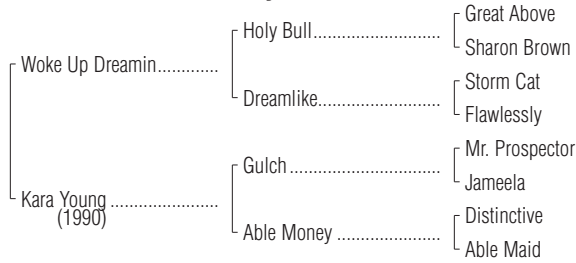 Great Above
Holy Bull
Sharon Brown
Woke Up Dreamin
Storm Cat
Dreamlike
Flawlessly
Mr. Prospector
Gulch
Jameela
Kara Young
(1990)
Distinctive
Able Money
Able Maid